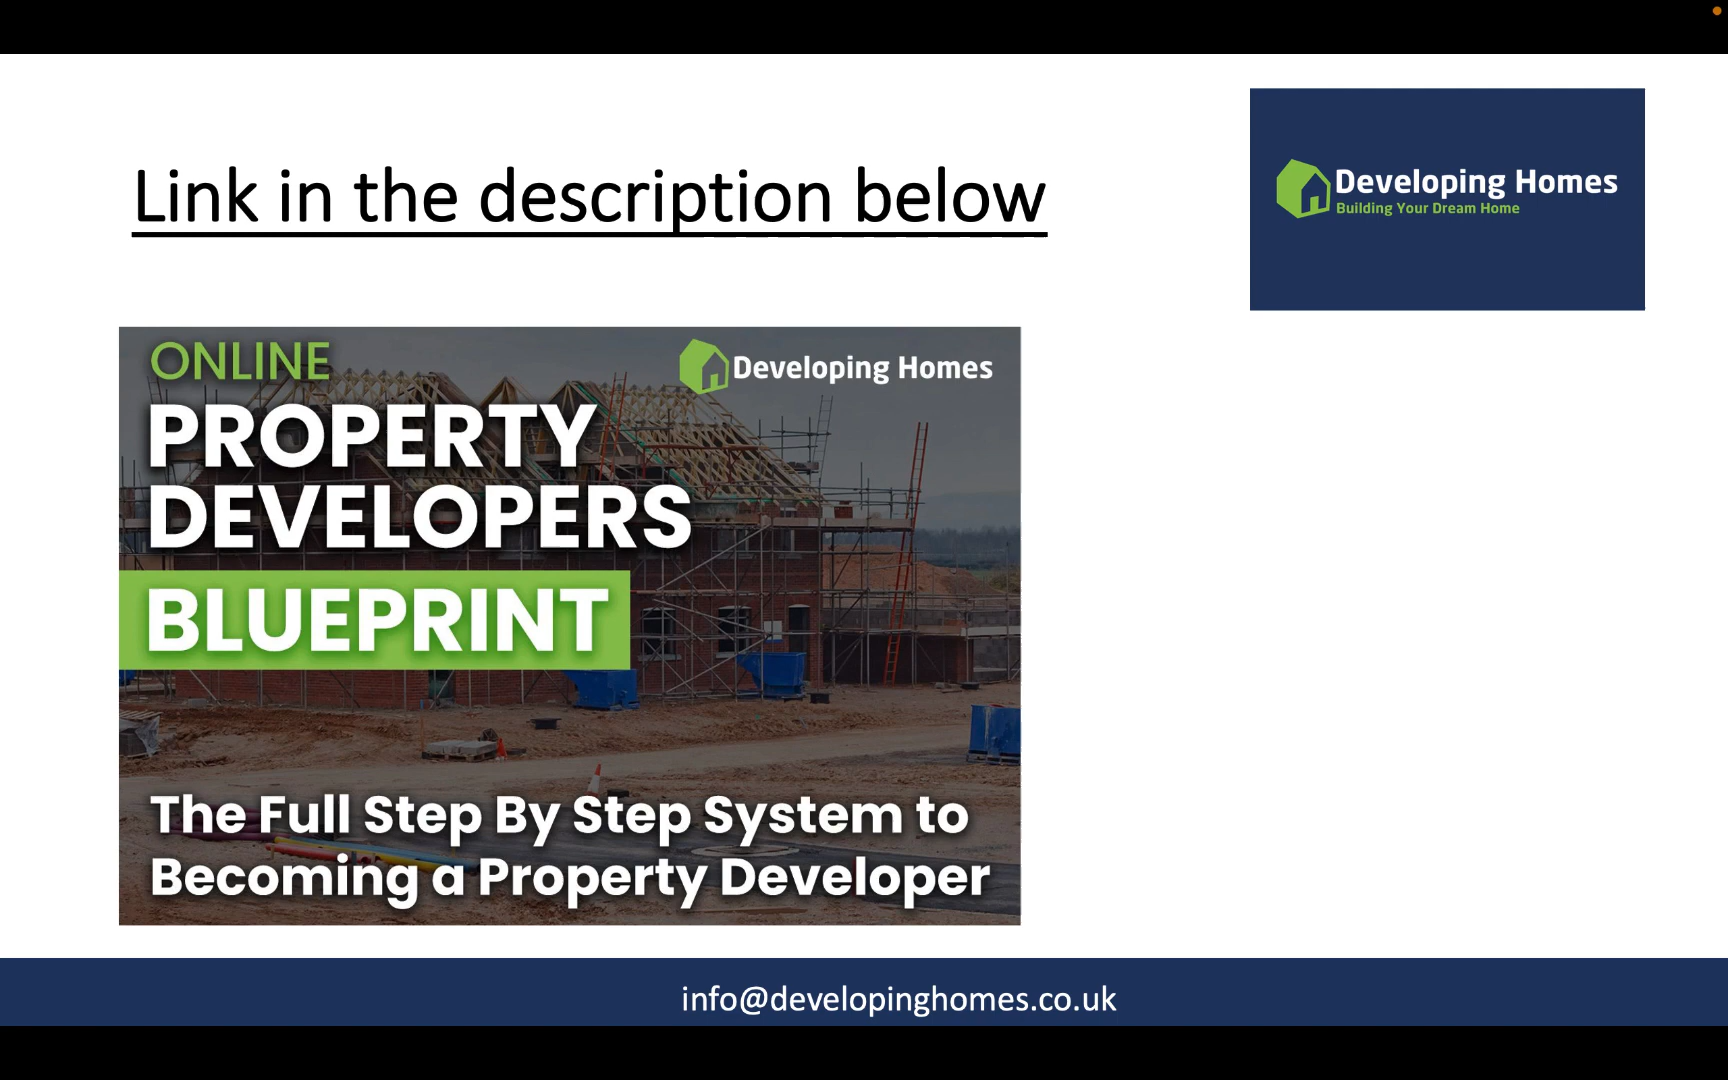 Link in the description below
Developing Homes
Building Your Dream Home
ONLINE
Developing Homes
PROPERTY
DEVELOPERS
BLUEPRINT
The Full Step By Step System to
Becoming a Property Developer
info@developinghomes.co.uk